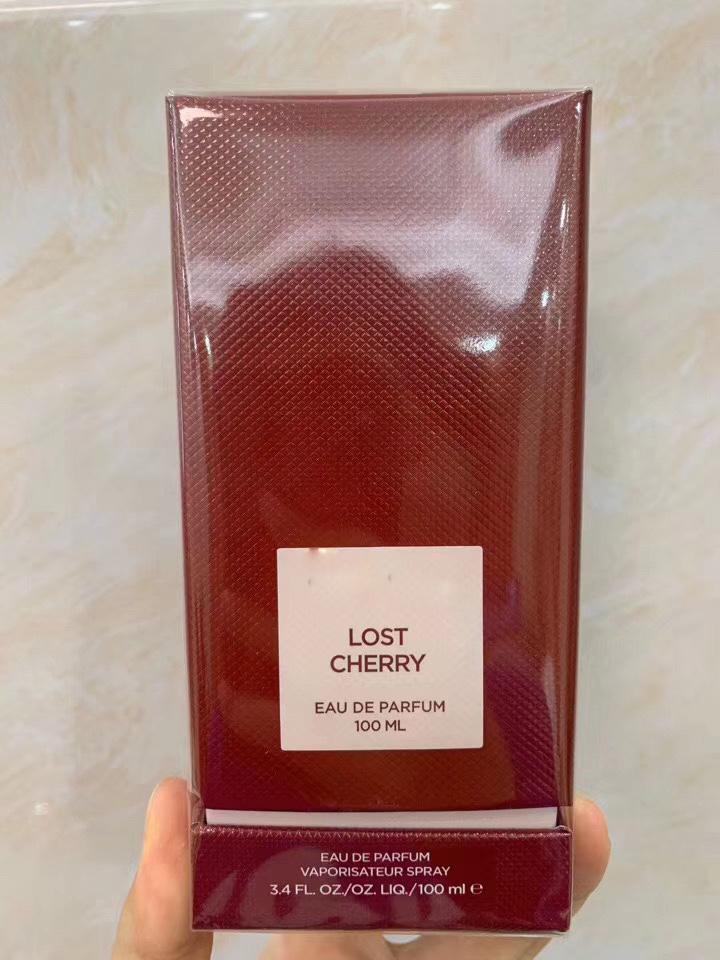 LOST
CHERRY
EAU DE PARFUM
100 ML
EAU DE PARFUM
VAPORISATEUR SPRAY
3.4 FL. OZ./OZ. LIQ./100 ml ℮